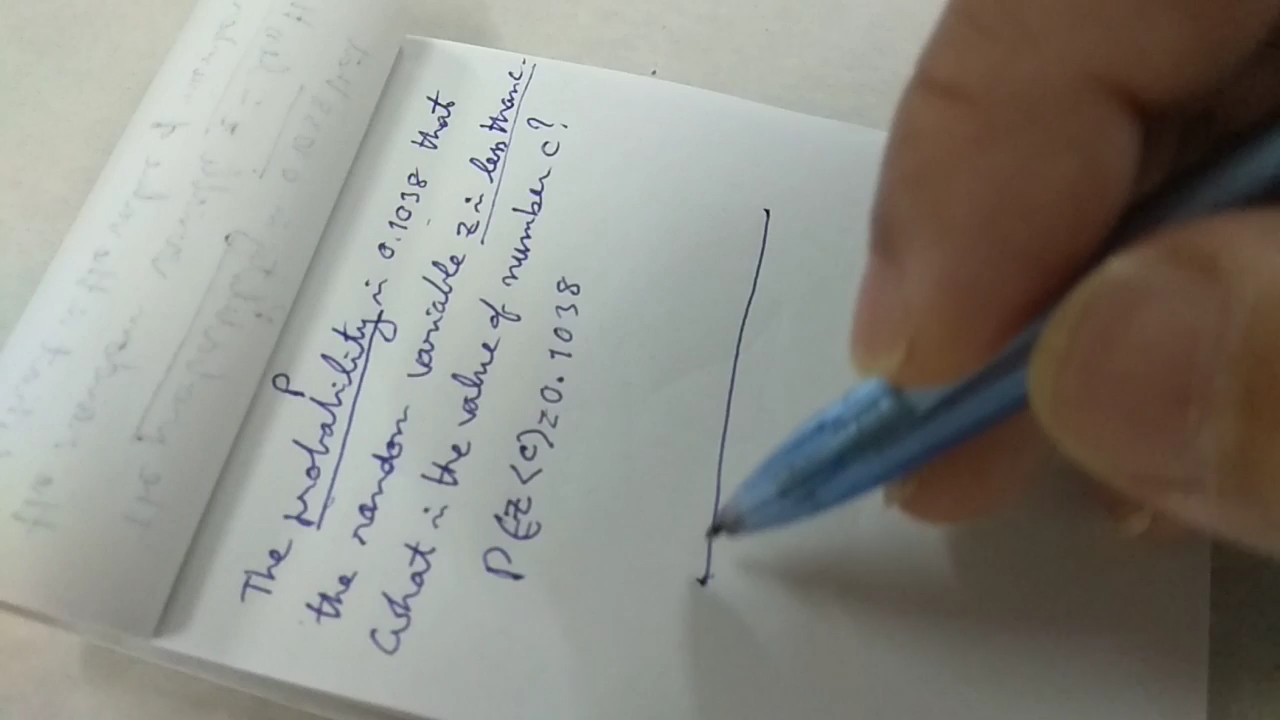 P
The probability is 0.1038 that
the random variable z is less than c.
What is the value of number c?
P(z<c)=0.1038